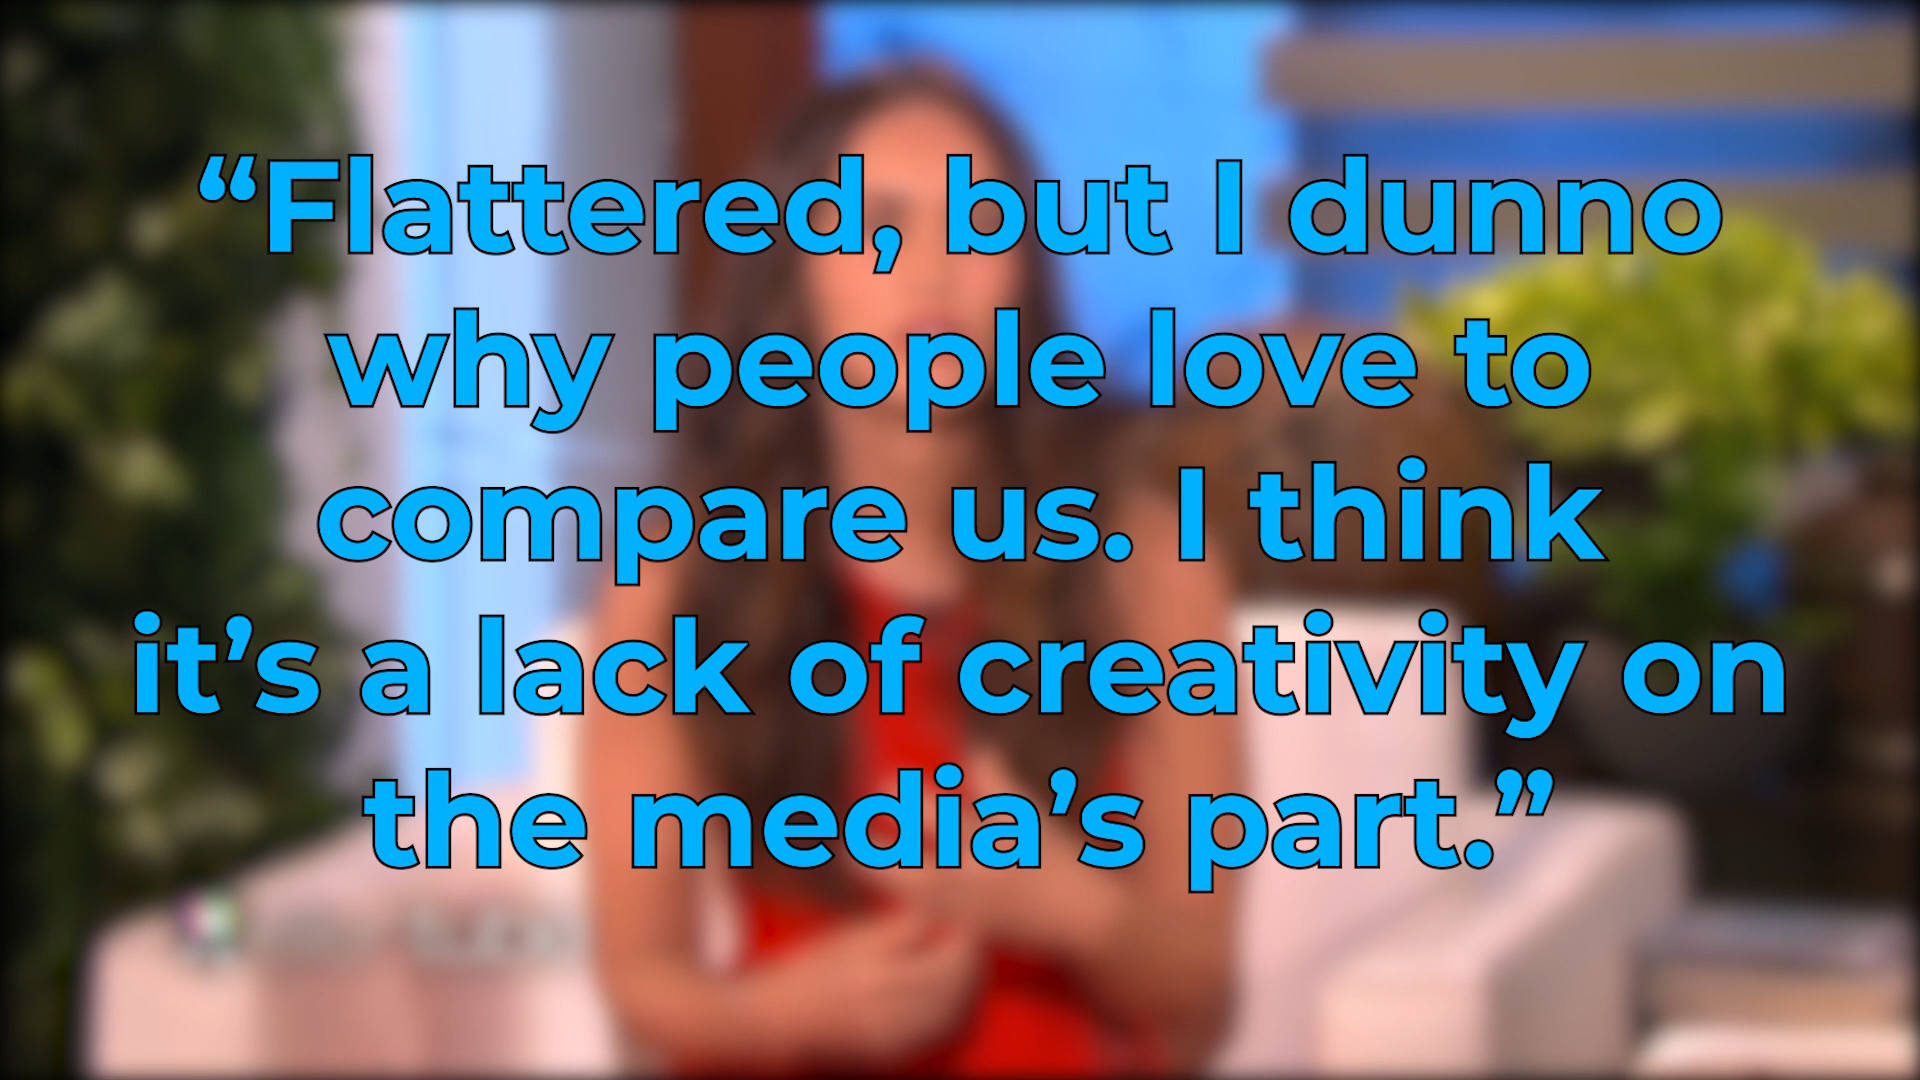 “Flattered, but I dunno
why people love to
compare us. I think
it’s a lack of creativity on
the media’s part.”